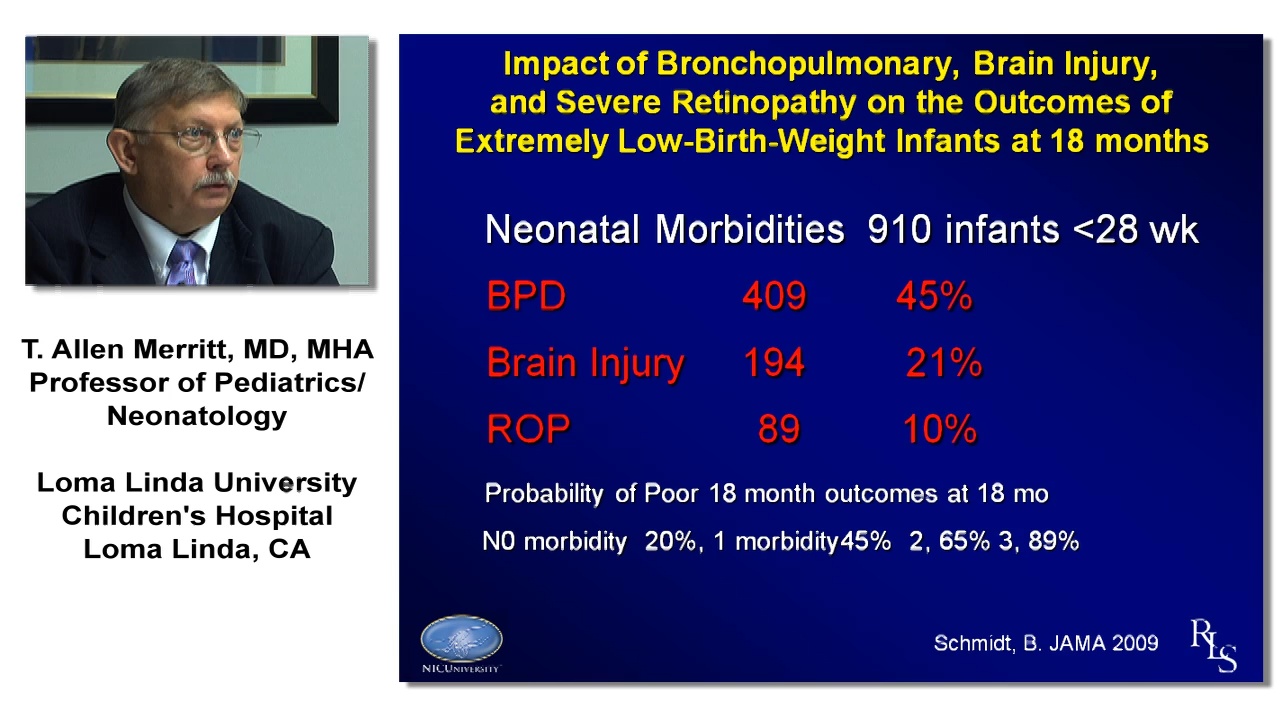 T. Allen Merritt, MD, MHA
Professor of Pediatrics/
Neonatology
Loma Linda University
Children's Hospital
Loma Linda, CA
Impact of Bronchopulmonary, Brain Injury,
and Severe Retinopathy on the Outcomes of
Extremely Low-Birth-Weight Infants at 18 months
Neonatal Morbidities 910 infants <28 wk
BPD 409 45%
Brain Injury 194 21%
ROP 89 10%
Probability of Poor 18 month outcomes at 18 mo
N0 morbidity 20%, 1 morbidity45% 2, 65% 3, 89%
NICUNIVERSITY
Schmidt, B. JAMA 2009
RLS